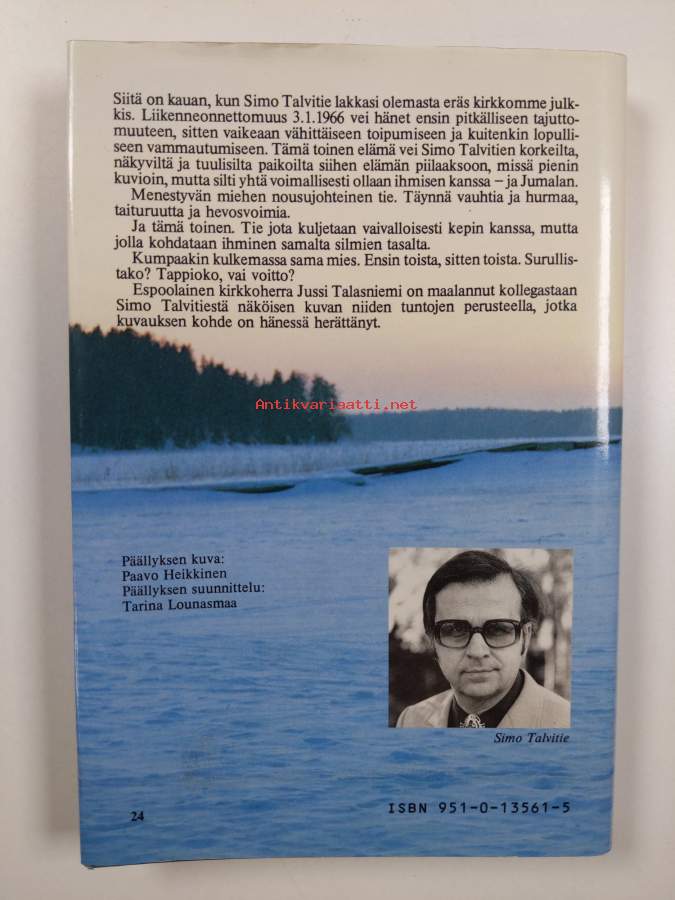 Siitä on kauan, kun Simo Talvitie lakkasi olemasta eräs kirkkomme julk-
kis. Liikenneonnettomuus 3.1.1966 vei hänet ensin pitkälliseen tajutto-
muuteen, sitten vaikeaan vähittäiseen toipumiseen ja kuitenkin lopulli-
seen vammautumiseen. Tämä toinen elämä vei Simo Talvitien korkeilta,
näkyviltä ja tuulisilta paikoilta siihen elämän piilaaksoon, missä pienin
kuvioin, mutta silti yhtä voimallisesti ollaan ihmisen kanssa – ja Jumalan.
Menestyvän miehen nousujohteinen tie. Täynnä vauhtia ja hurmaa,
taituruutta ja hevosvoimia.
Ja tämä toinen. Tie jota kuljetaan vaivalloisesti kepin kanssa, mutta
jolla kohdataan ihminen samalta silmien tasalta.
Kumpaakin kulkemassa sama mies. Ensin toista, sitten toista. Surullis-
tako? Tappioko, vai voitto?
Espoolainen kirkkoherra Jussi Talasniemi on maalannut kollegastaan
Simo Talvitiestä näköisen kuvan niiden tuntojen perusteella, jotka
kuvauksen kohde on hänessä herättänyt.
Antikvariaatti.net
Päällyksen kuva:
Paavo Heikkinen
Päällyksen suunnittelu:
Tarina Lounasmaa
Simo Talvitie
24
ISBN 951-0-13561-5